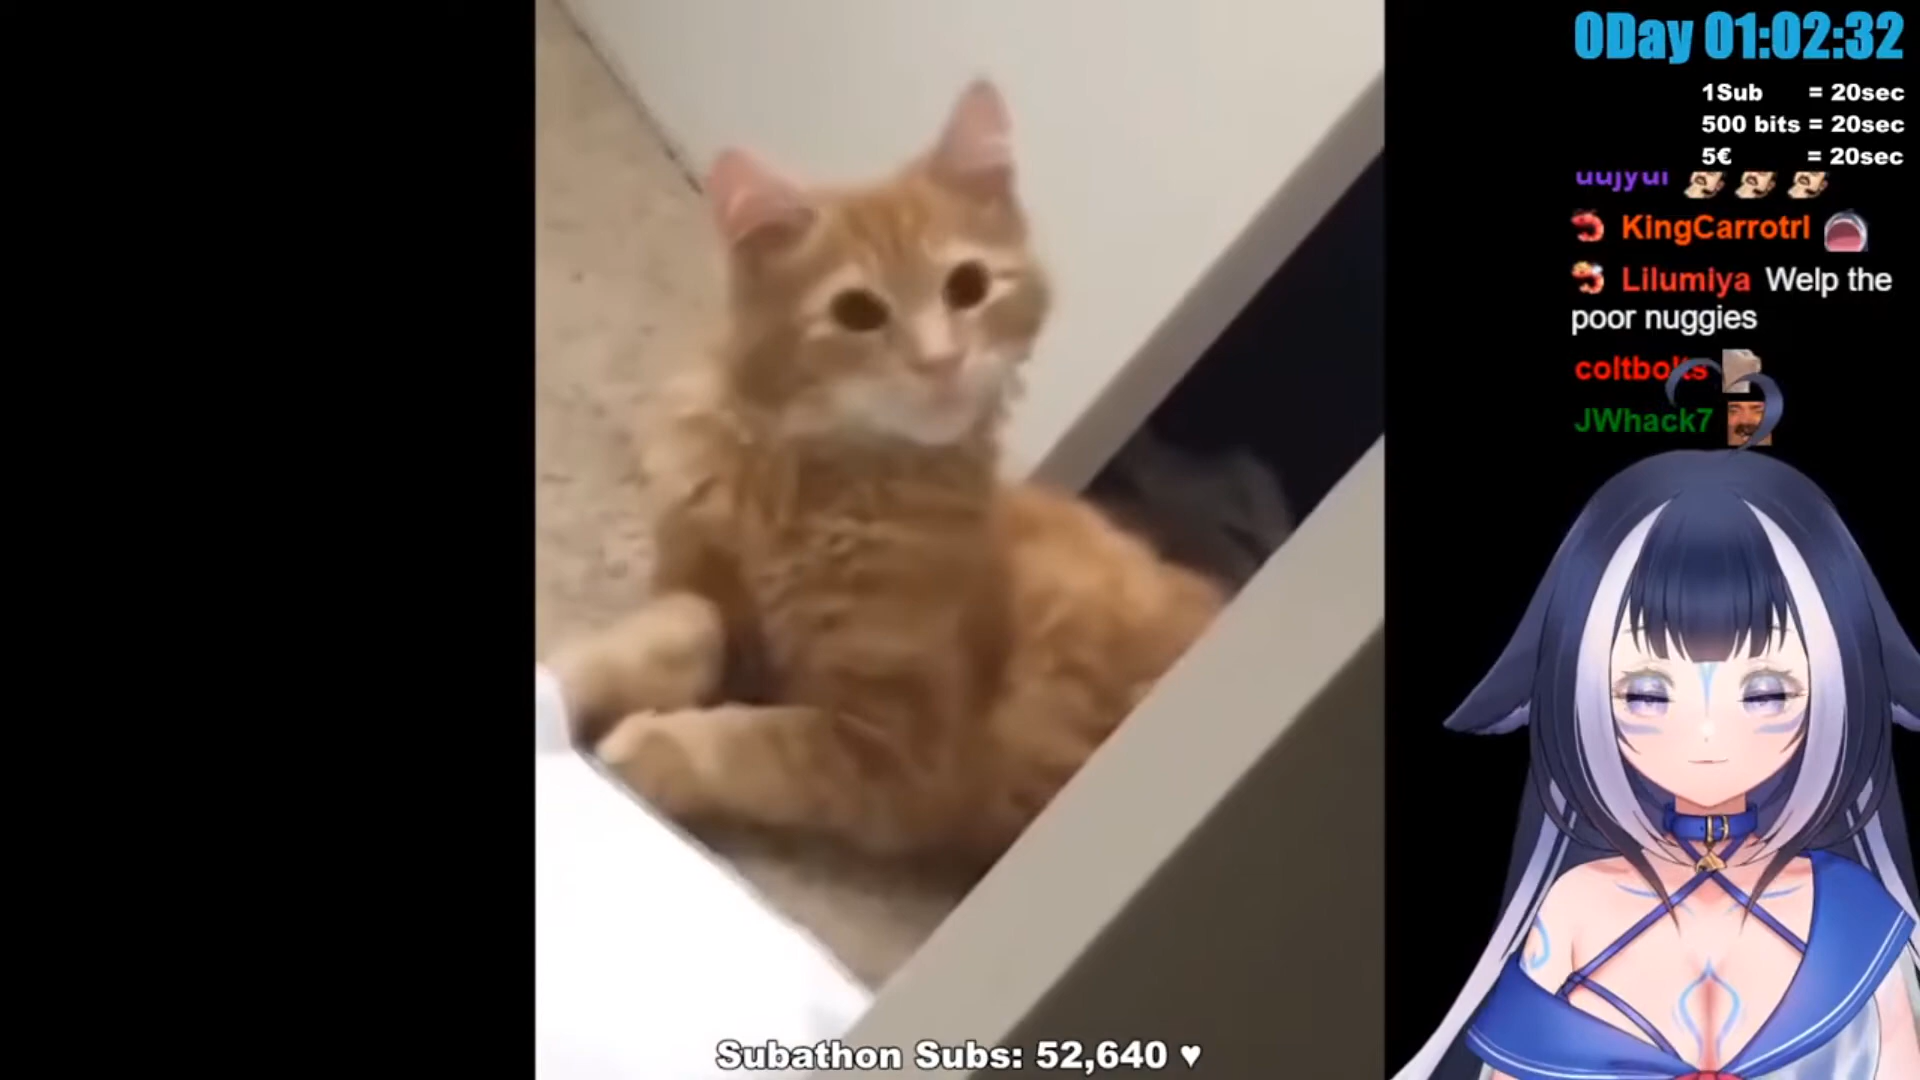 0Day 01:02:32
1Sub = 20sec
500 bits = 20sec
5€ = 20sec
KingCarrotrl
Lilumiya Welp the
poor nuggies
coltbolts
JWhack7
Subathon Subs: 52,640 ♥